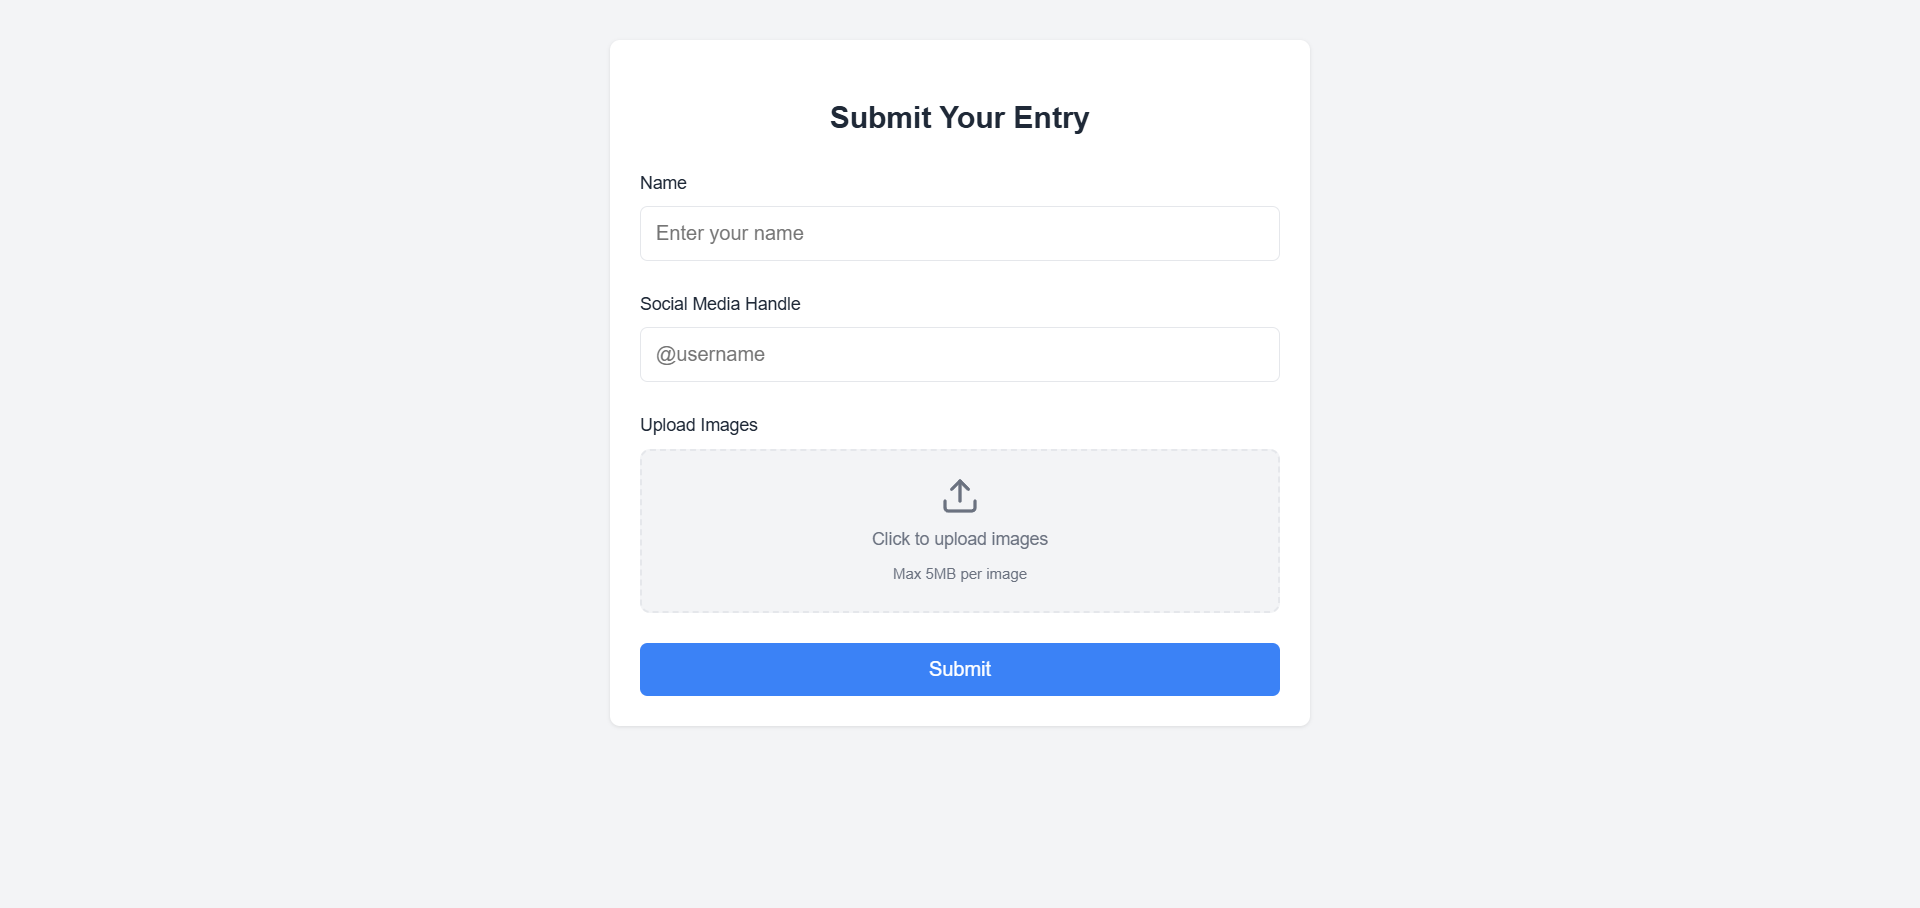 Submit Your Entry
Name
Enter your name
Social Media Handle
@username
Upload Images
Click to upload images
Max 5MB per image
Submit